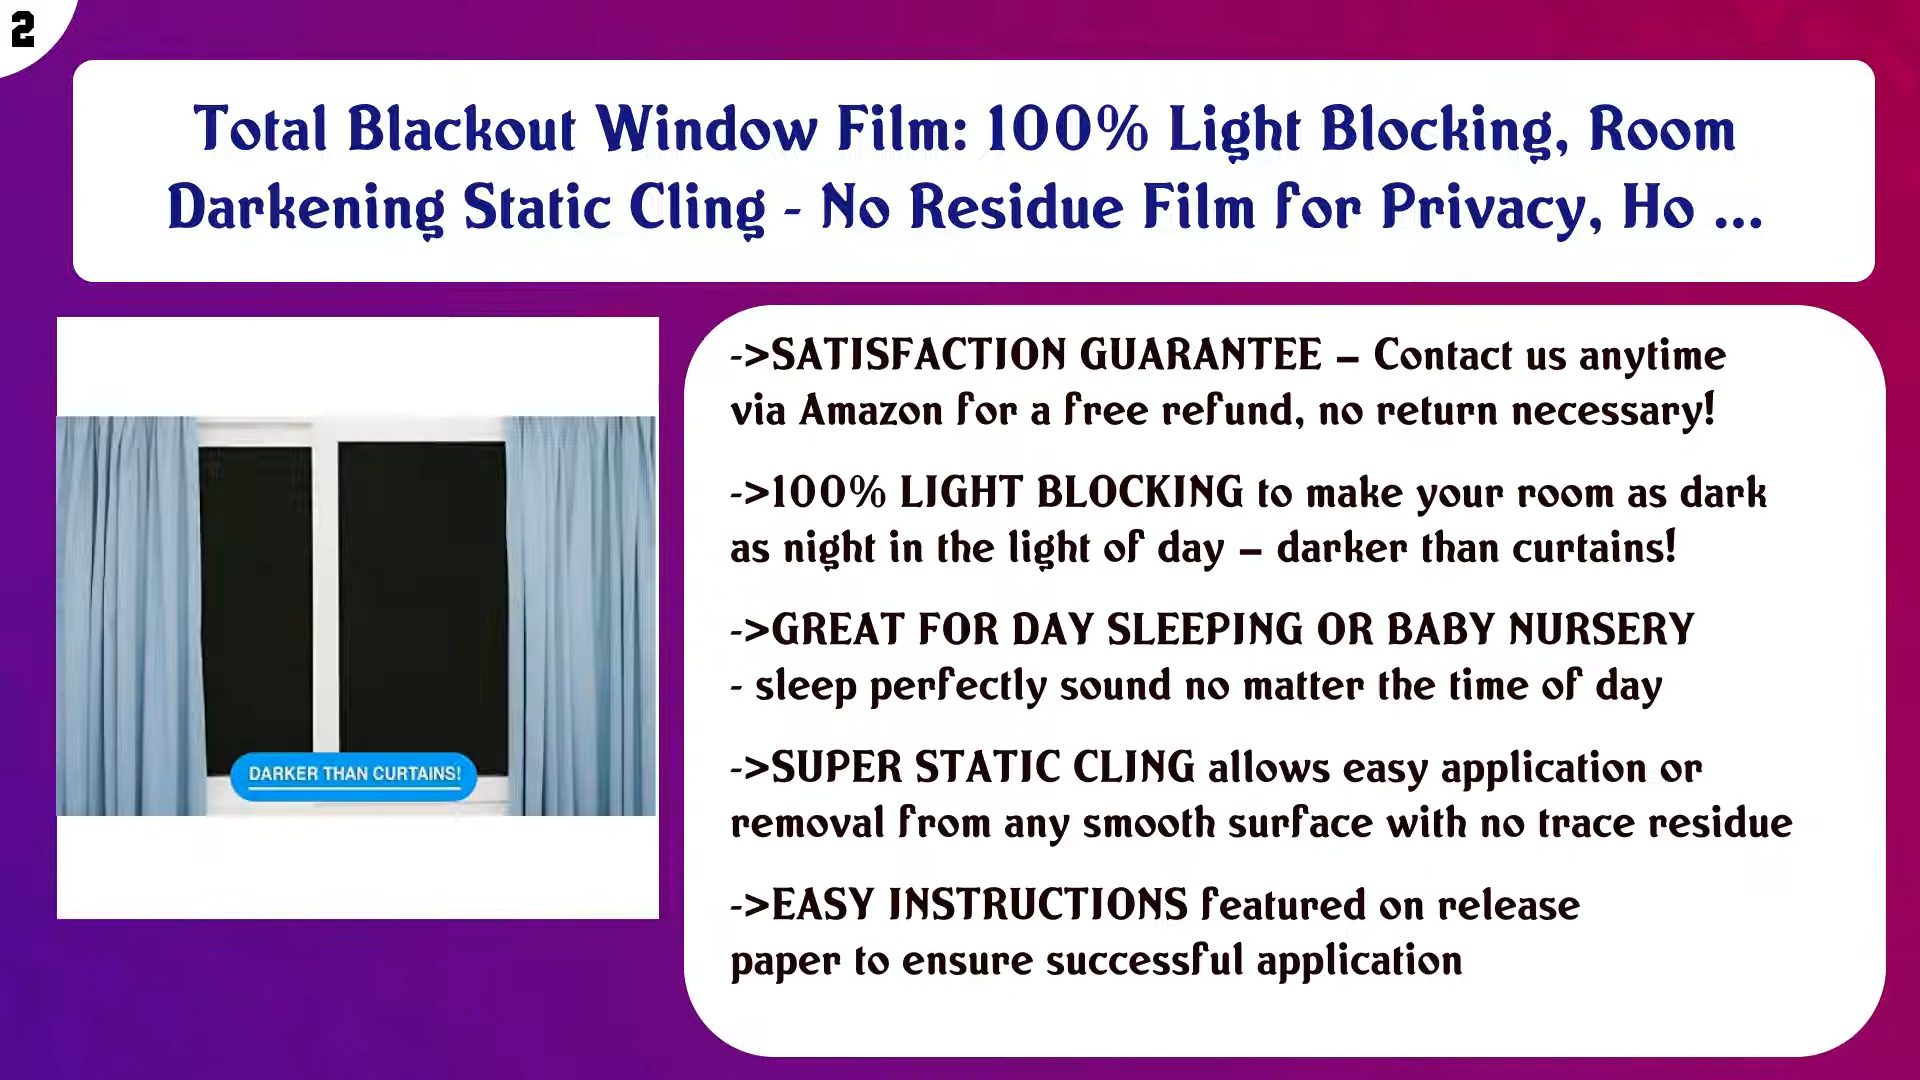 2
Total Blackout Window Film: 100% Light Blocking, Room
Darkening Static Cling - No Residue Film for Privacy, Ho ...
->SATISFACTION GUARANTEE – Contact us anytime
via Amazon for a free refund, no return necessary!
->100% LIGHT BLOCKING to make your room as dark
as night in the light of day – darker than curtains!
->GREAT FOR DAY SLEEPING OR BABY NURSERY
- sleep perfectly sound no matter the time of day
->SUPER STATIC CLING allows easy application or
removal from any smooth surface with no trace residue
->EASY INSTRUCTIONS featured on release
paper to ensure successful application
DARKER THAN CURTAINS!